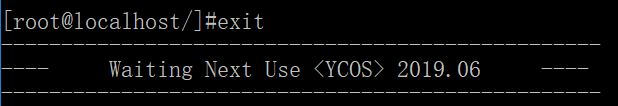 [root@localhost/]#exit
--------------------------------------------------
----     Waiting Next Use <YCOS> 2019.06     ----
--------------------------------------------------